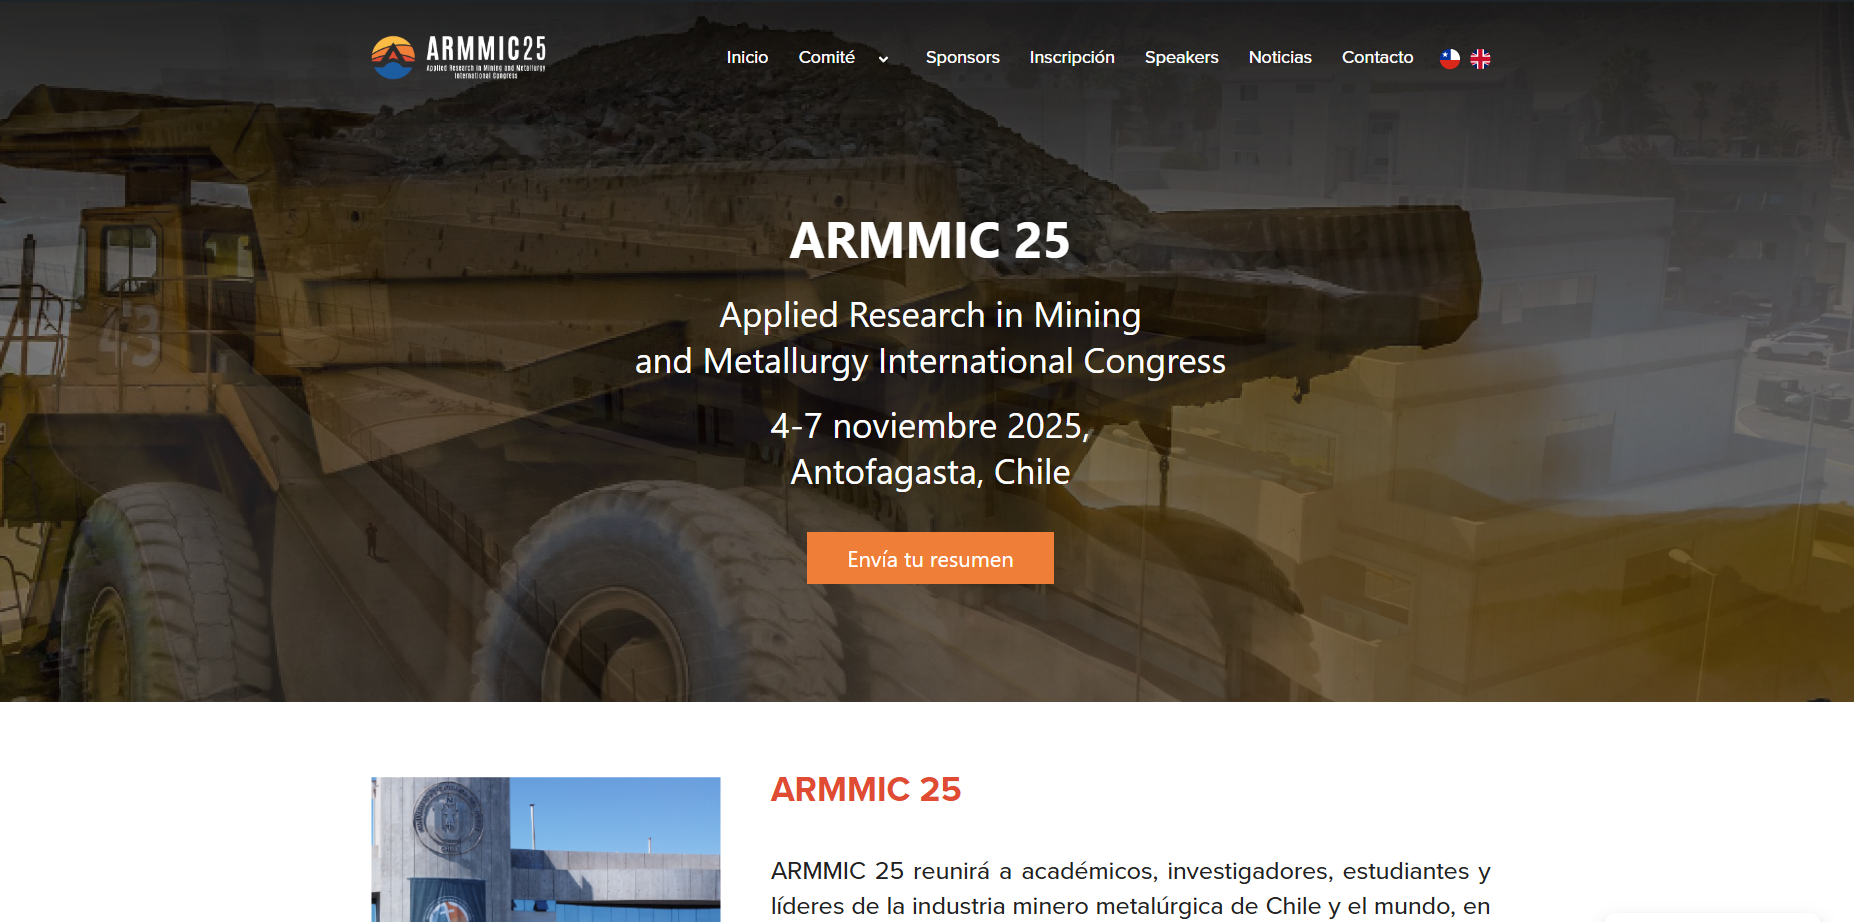 ARMMIC25
Applied Research in Mining and Metallurgy
International Congress
Inicio Comité Sponsors Inscripción Speakers Noticias Contacto
43
ARMMIC 25
Applied Research in Mining
and Metallurgy International Congress
4-7 noviembre 2025,
Antofagasta, Chile
Envía tu resumen
ARMMIC 25
ARMMIC 25 reunirá a académicos, investigadores, estudiantes y
líderes de la industria minero metalúrgica de Chile y el mundo, en